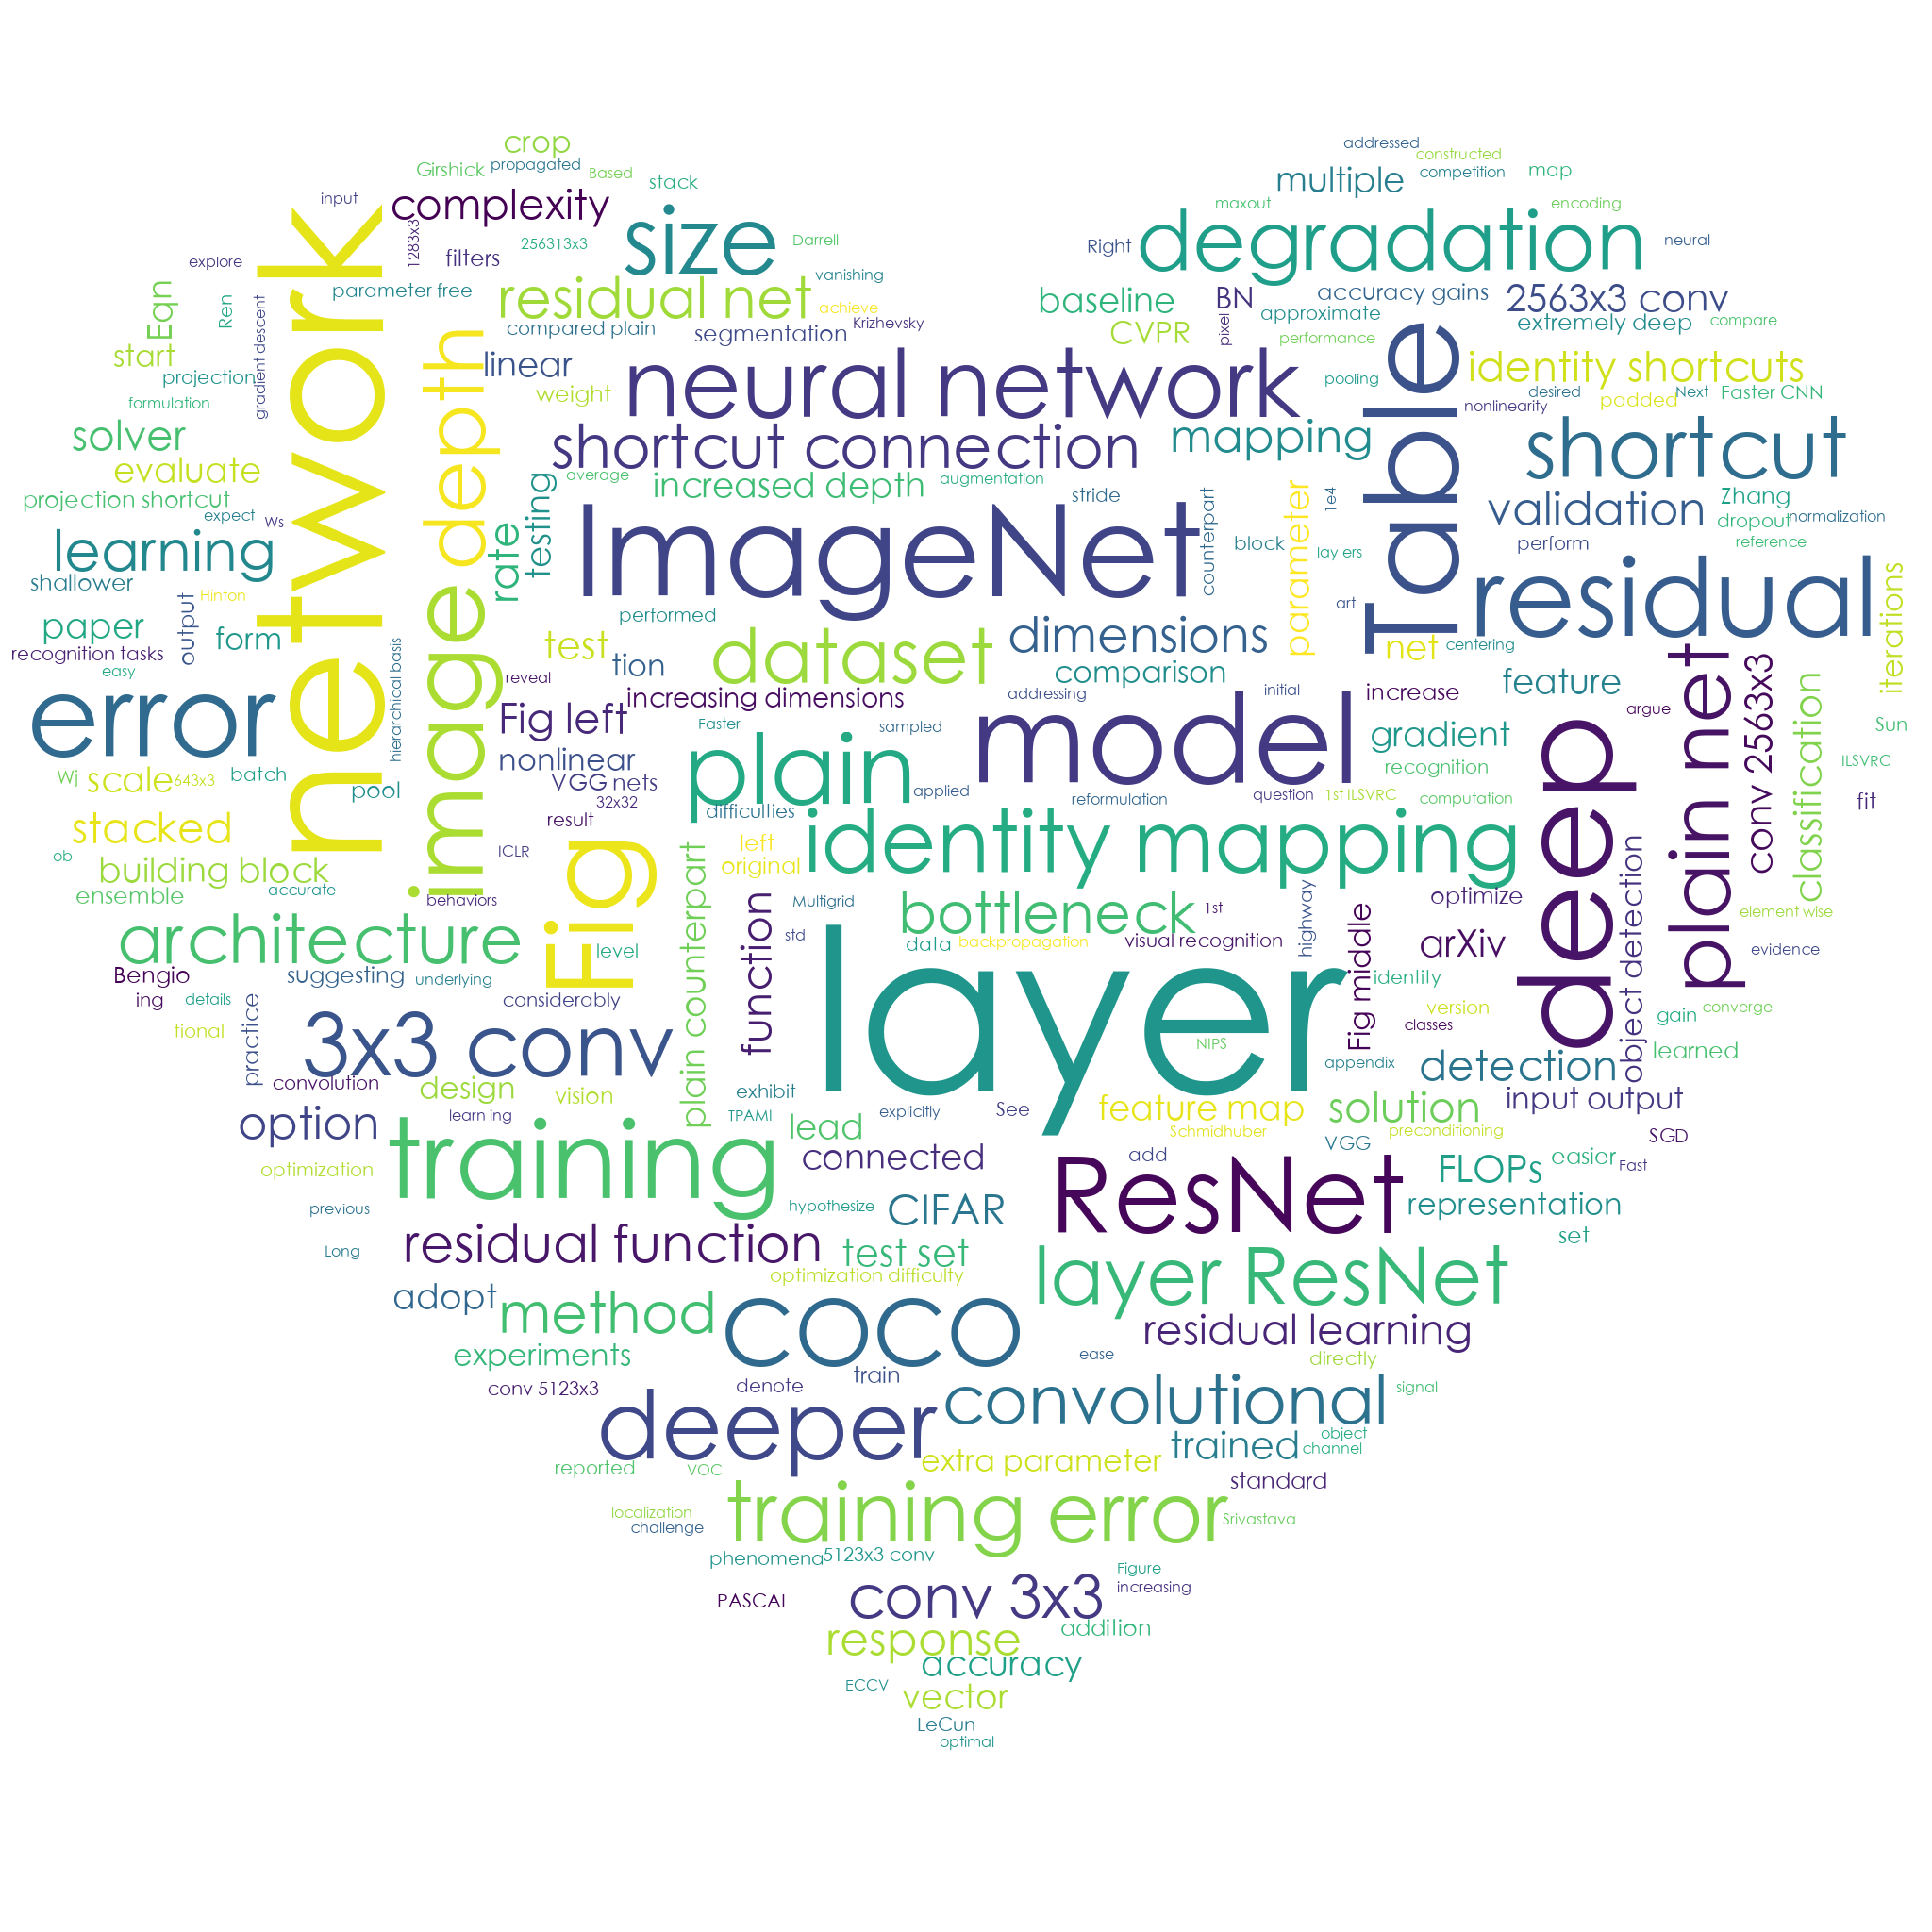 crop
addressed
constructed
Girshick
propagated
Based
stack
multiple
competition
map
input
complexity
maxout
encoding
size
degradation
1283x3
256313x3
Darrell
Right
neural
explore
filters
vanishing
network
parameter free
residual net
achieve
baseline
BN
accuracy gains
2563x3 conv
Ean
Ren
gradient descent
compared plain
Krizhevsky
segmentation
CVPR
pixel
approximate
extremely deep
compare
start
depth
linear
neural network
performance
Table
identity shortcuts
projection
weight
pooling
desired
padded
Next
Faster CNN
formulation
nonlinearity
solver
shortcut connection
mapping
shortcut
evaluate
average
increased depth
augmentation
stride
projection shortcut
testing
counterpart
parameter
1e4
validation
Zhang
expect
Ws
rate
ImageNet
dropout
normalization
learning
block
lay ers
perform
reference
shallower
Hinton
image
performed
art
residual
iterations
paper
output
form
test
tion
dataset
dimensions
net
centering
recognition tasks
easy
hierarchical basis
reveal
comparison
feature
error
increasing dimensions
addressing
initial
increase
plain net
conv 2563x3
argue
Fig left
Faster
sampled
model
gradient
deep
classification
Sun
nonlinear
plain
recognition
ILSVRC
Wj
scale
643x3
batch
pool
VGG nets
32x32
applied
reformulation
question
1st ILSVRC
computation
fit
stacked
result
difficulties
identity mapping
Fig
left
ob
building block
ICLR
original
plain counterpart
ensemble
accurate
behaviors
function
Multigrid
bottleneck
1st
highway
optimize
object detection
element wise
architecture
level
std
data
backpropagation
visual recognition
Fig middle
arXiv
evidence
Bengio
suggesting
underlying
layer
identity
ing
details
considerably
version
gain
converge
tional
practice
3x3 conv
NIPS
classes
learned
convolution
design
vision
exhibit
appendix
detection
option
learn ing
TPAMI
explicitly
See
feature map
solution
input output
training
lead
Schmidhuber
preconditioning
SGD
optimization
connected
add
VGG
FLOPs
easier
Fast
previous
hypothesize
CIFAR
ResNet
representation
Long
residual function
test set
set
optimization difficulty
layer ResNet
adopt
method
coco
residual learning
experiments
ease
directly
conv 5123x3
denote
train
convolutional
signal
deeper
object
extra parameter
trained
channel
reported
VOC
standard
training error
localization
challenge
Srivastava
phenomena
5123x3 conv
Figure
PASCAL
conv 3x3
increasing
response
addition
accuracy
ECCV
vector
LeCun
optimal